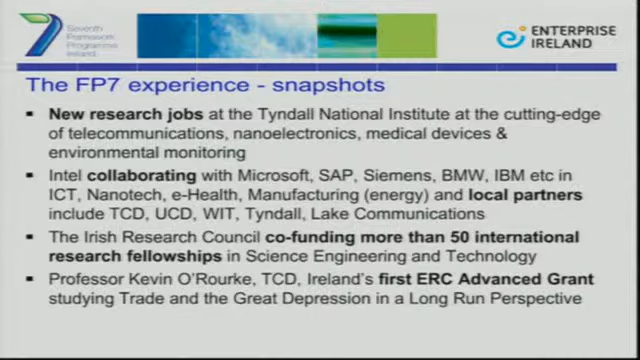 7
Seventh
Framework
Programme
Ireland
ENTERPRISE
IRELAND
The FP7 experience - snapshots
▪ New research jobs at the Tyndall National Institute at the cutting-edge
of telecommunications, nanoelectronics, medical devices &
environmental monitoring
▪ Intel collaborating with Microsoft, SAP, Siemens, BMW, IBM etc in
ICT, Nanotech, e-Health, Manufacturing (energy) and local partners
include TCD, UCD, WIT, Tyndall, Lake Communications
▪ The Irish Research Council co-funding more than 50 international
research fellowships in Science Engineering and Technology
▪ Professor Kevin O'Rourke, TCD, Ireland's first ERC Advanced Grant
studying Trade and the Great Depression in a Long Run Perspective